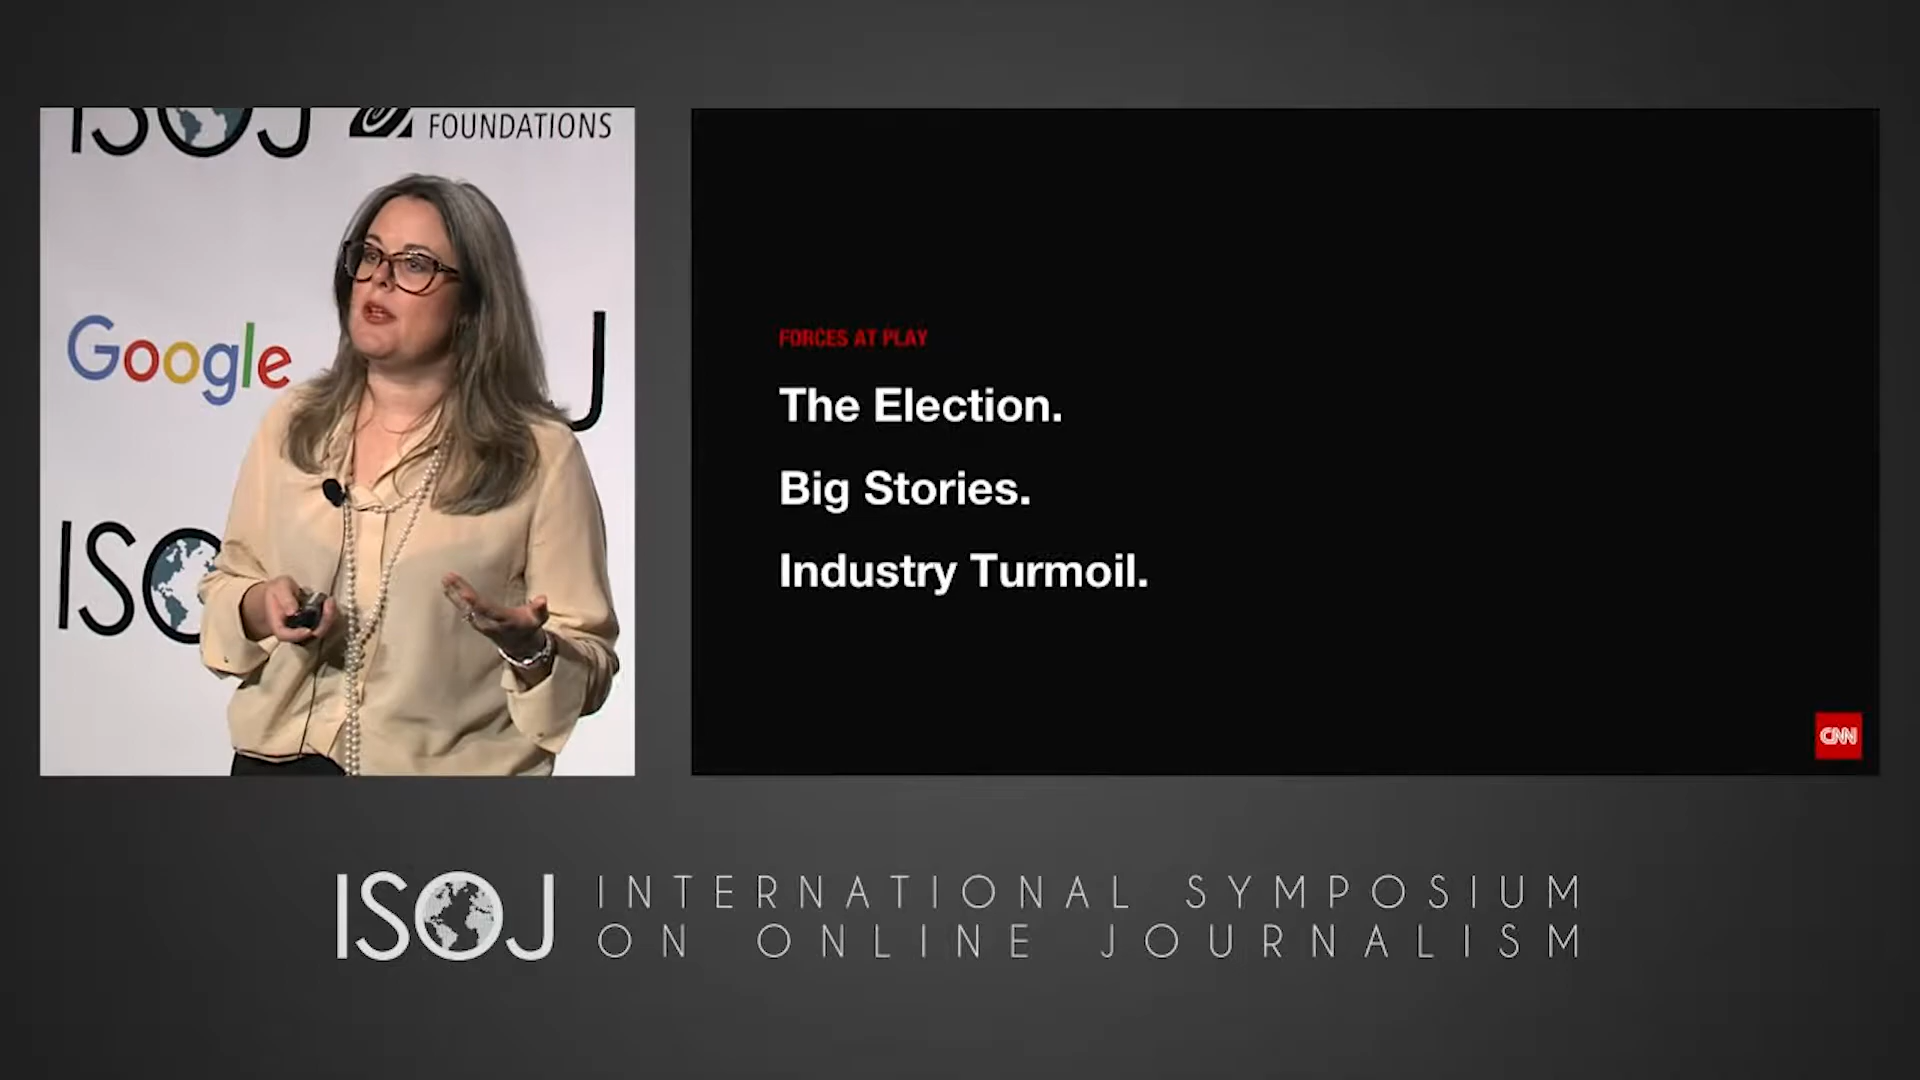 ISOJ
FOUNDATIONS
Google
J
ISO
FORCES AT PLAY
The Election.
Big Stories.
Industry Turmoil.
CNN
ISOJ
INTERNATIONAL SYMPOSIUM
ON ONLINE JOURNALISM